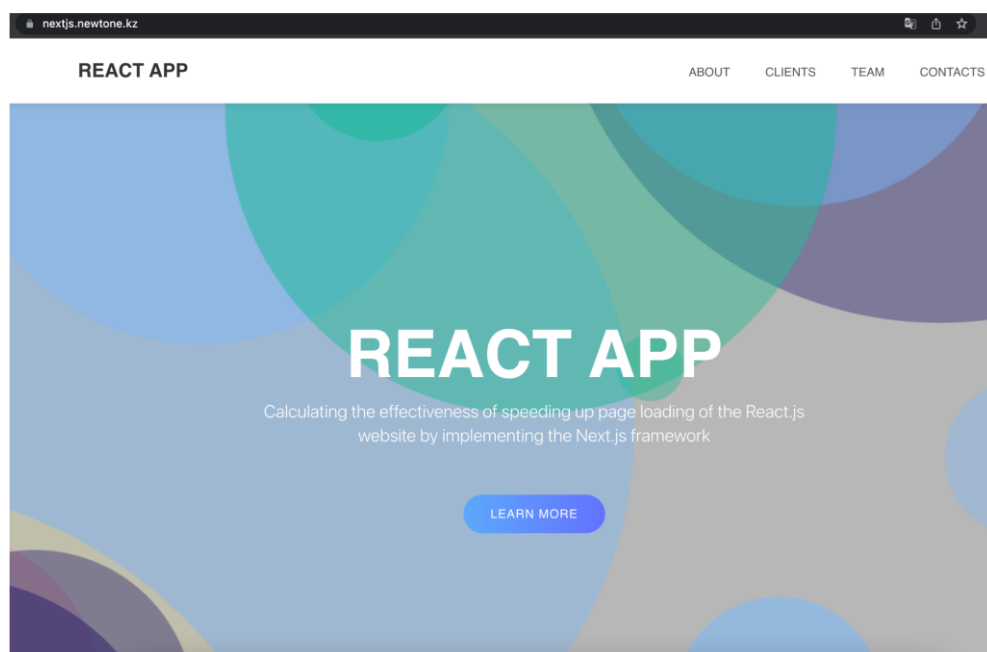 nextjs.newtone.kz
REACT APP
ABOUT CLIENTS TEAM CONTACTS
REACT APP
Calculating the effectiveness of speeding up page loading of the React.js
website by implementing the Next.js framework
LEARN MORE